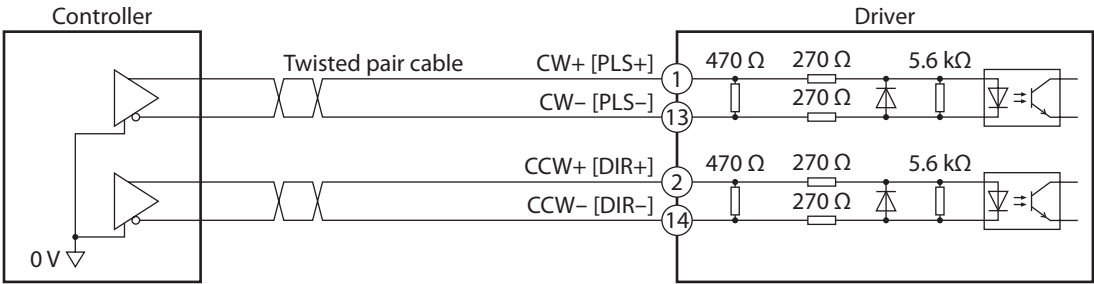 Controller
Driver
Twisted pair cable
CW+ [PLS+]
1
470 Ω
270 Ω
5.6 kΩ
CW− [PLS−]
13
270 Ω
CCW+ [DIR+]
2
470 Ω
270 Ω
5.6 kΩ
CCW− [DIR−]
14
270 Ω
0 V